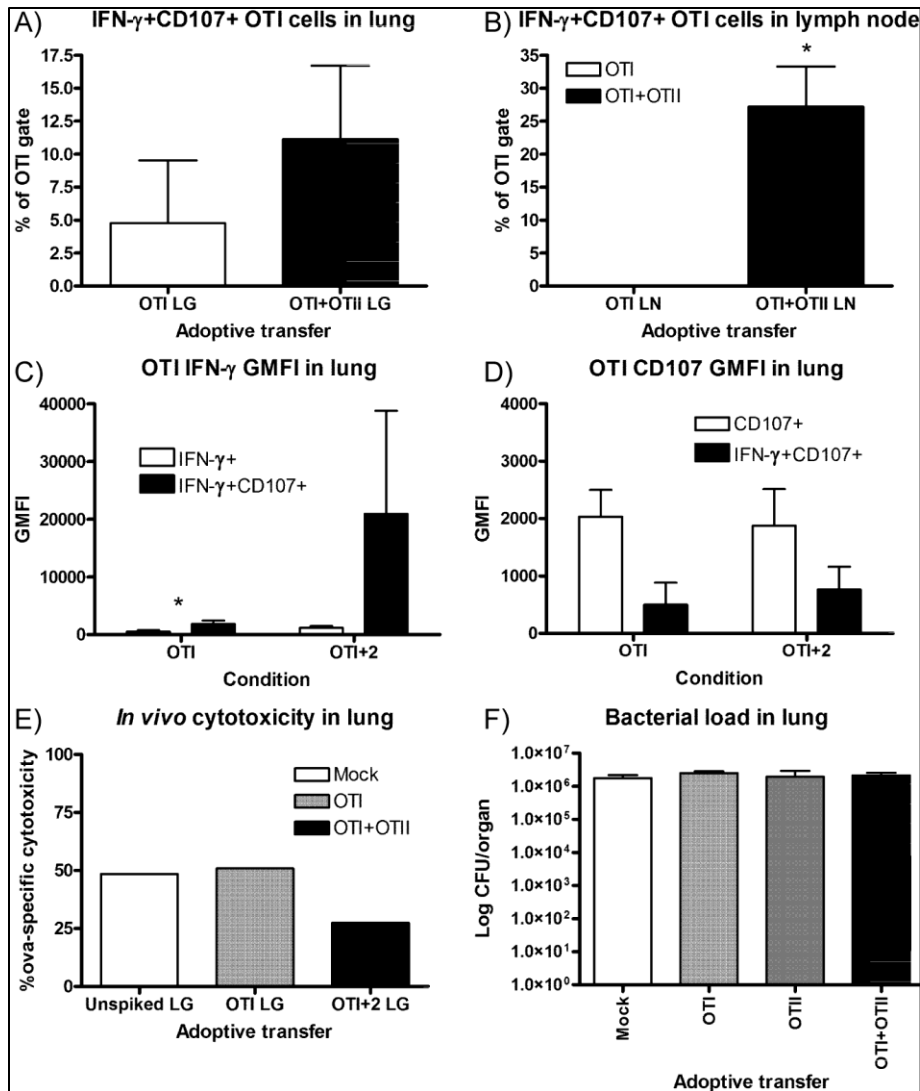 A) IFN-γ+CD107+ OTI cells in lung
% of OTI gate
17.5
15.0
12.5
10.0
7.5
5.0
2.5
0.0
OTI LG
OTI+OTiI LG
Adoptive transfer
B) IFN-γ+CD107+ OTI cells in lymph node
% of OTI gate
35
30
25
20
15
10
5
0
*
OTI
OTI+OTII
OTI LN
OTI+OTII LN
Adoptive transfer
C) OTI IFN-γ GMFI in lung
GMFI
40000
30000
20000
10000
0
IFN-γ+
IFN-γ+CD107+
*
OTI
OTI+2
Condition
D) OTI CD107 GMFI in lung
GMFI
4000
3000
2000
1000
0
CD107+
IFN-γ+CD107+
OTI
OTI+2
Condition
E) In vivo cytotoxicity in lung
%ova-specific cytotoxicity
100
75
50
25
0
Mock
OTI
OTI+OTII
Unspiked LG
OTI LG
OTI+2 LG
Adoptive transfer
F) Bacterial load in lung
Log CFU/organ
1.0×10⁷
1.0×10⁶
1.0×10⁵
1.0×10⁴
1.0×10³
1.0×10²
1.0×10¹
1.0×10⁰
Mock
OTI
OTII
OTI+OTII
Adoptive transfer